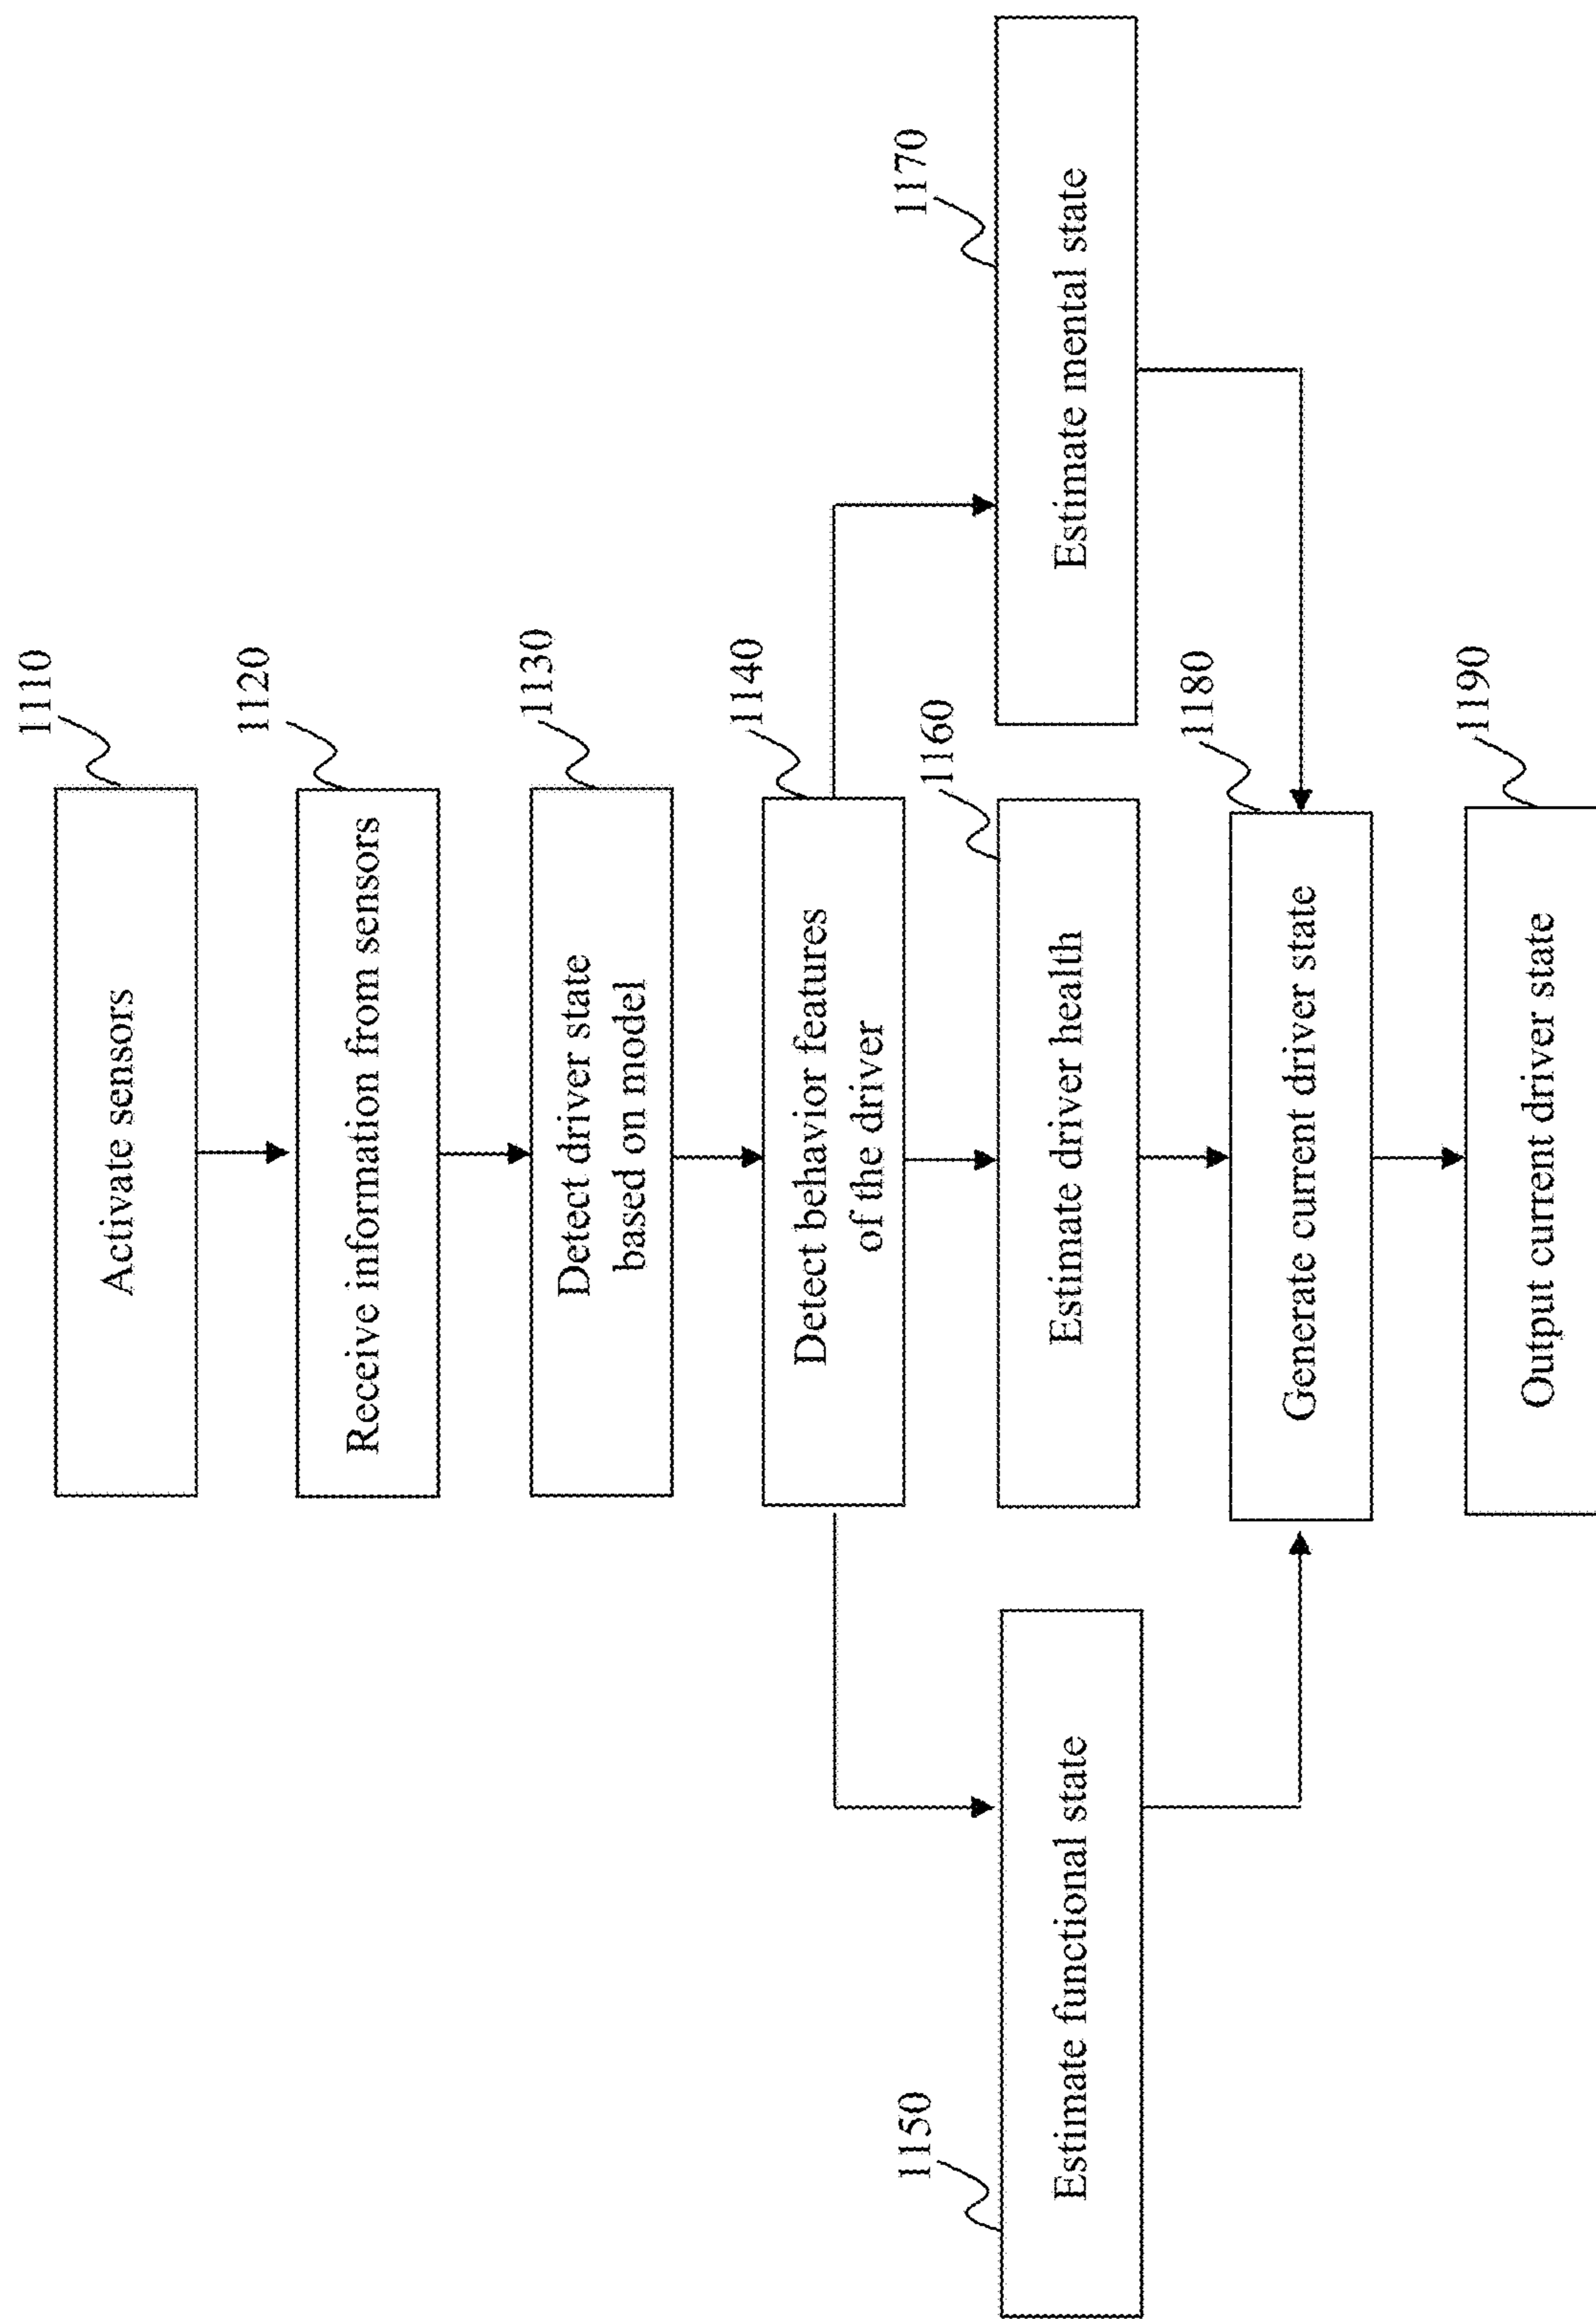 1110
Activate sensors
1120
Receive information from sensors
1130
Detect driver state
based on model
1140
Detect behavior features
of the driver
1150
Estimate functional state
1160
Estimate driver health
1170
Estimate mental state
1180
Generate current driver state
1190
Output current driver state